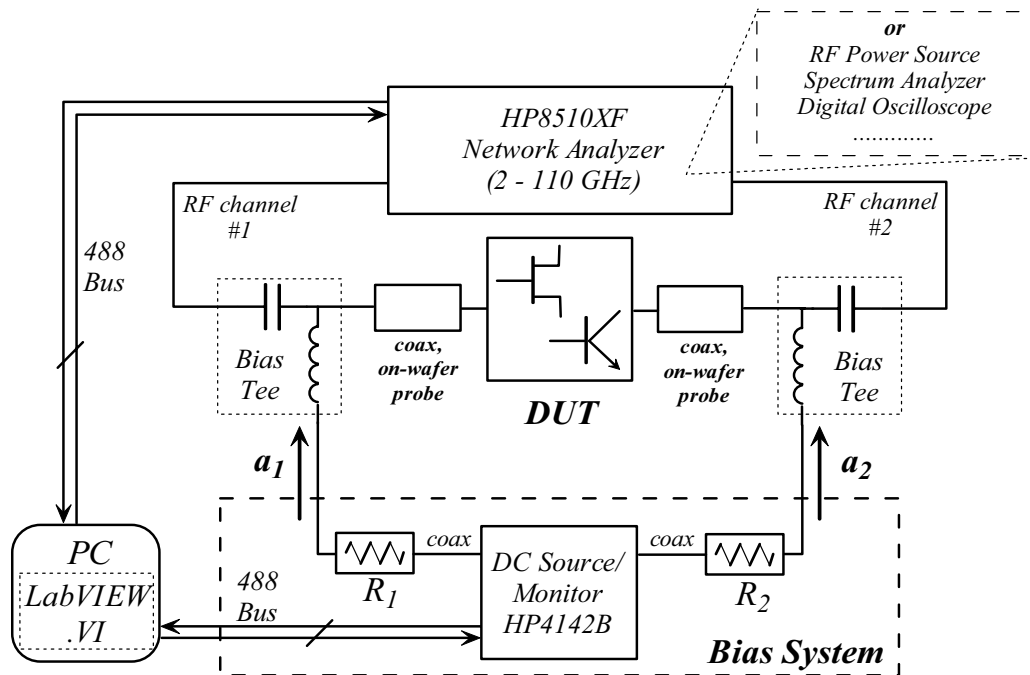 or
RF Power Source
Spectrum Analyzer
Digital Oscilloscope
............
HP8510XF
Network Analyzer
(2 - 110 GHz)
RF channel
#1
RF channel
#2
488
Bus
Bias
Tee
coax,
on-wafer
probe
DUT
coax,
on-wafer
probe
Bias
Tee
a1
a2
PC
LabVIEW
.VI
488
Bus
R1
coax
DC Source/
Monitor
HP4142B
coax
R2
Bias System